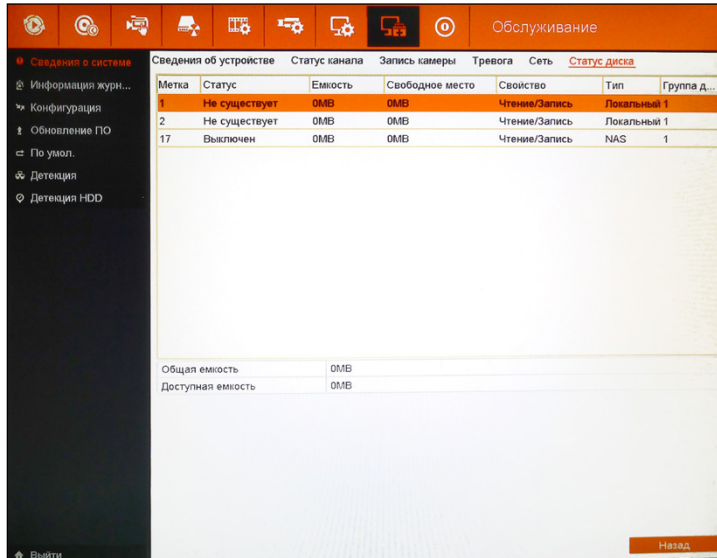 Обслуживание
Сведения о системе
Информация журн...
Конфигурация
Обновление ПО
По умол.
Детекция
Детекция HDD
Выйти
Сведения об устройстве Статус канала Запись камеры Тревога Сеть Статус диска
Метка Статус Емкость Свободное место Свойство Тип Группа д...
1 Не существует 0MB 0MB Чтение/Запись Локальный 1
2 Не существует 0MB 0MB Чтение/Запись Локальный 1
17 Выключен 0MB 0MB Чтение/Запись NAS 1
Общая емкость 0MB
Доступная емкость 0MB
Назад